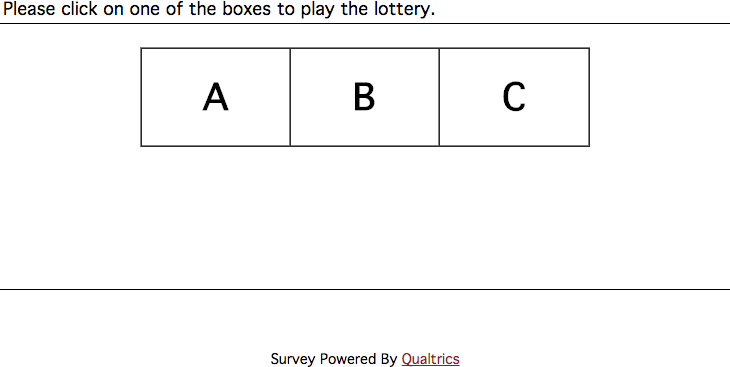 Please click on one of the boxes to play the lottery.
A B C
Survey Powered By Qualtrics